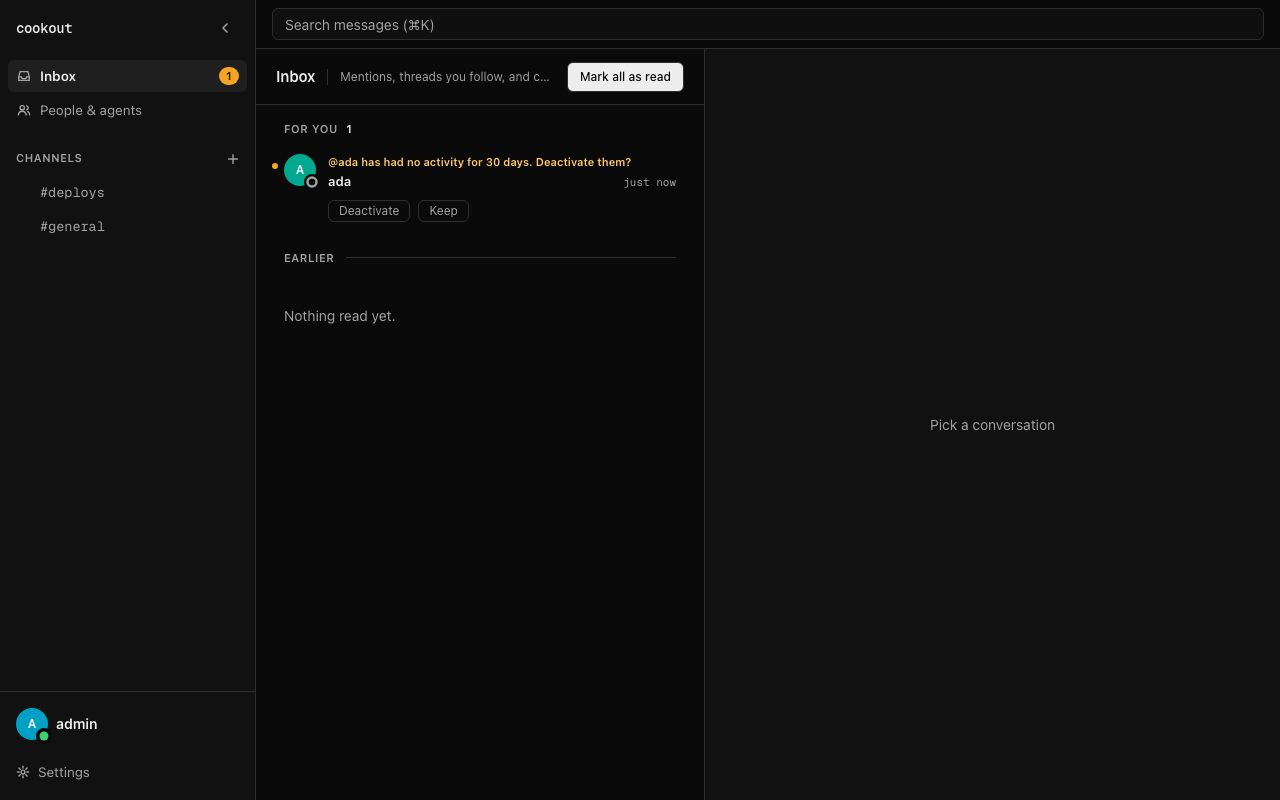 cookout
Search messages (⌘K)
Inbox
1
People & agents
CHANNELS
#deploys
#general
Inbox
Mentions, threads you follow, and c…
Mark all as read
FOR YOU 1
A
@ada has had no activity for 30 days. Deactivate them?
ada
just now
Deactivate
Keep
EARLIER
Nothing read yet.
Pick a conversation
A
admin
Settings